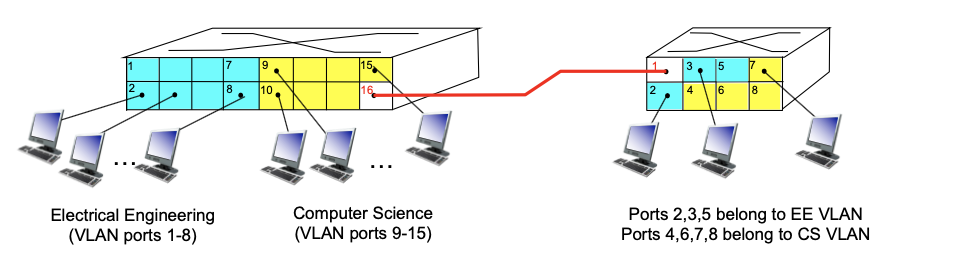 1 7 9 15
2 8 10 16
1 3 5 7
2 4 6 8
... ...
Electrical Engineering
(VLAN ports 1-8)
Computer Science
(VLAN ports 9-15)
Ports 2,3,5 belong to EE VLAN
Ports 4,6,7,8 belong to CS VLAN